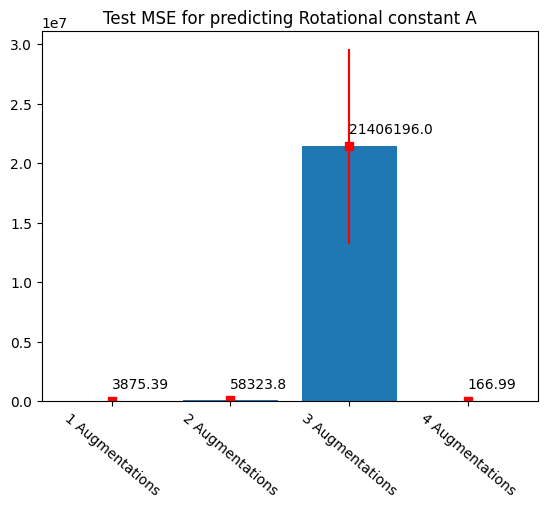 Test MSE for predicting Rotational constant A
1e7
3.0
2.5
2.0
1.5
1.0
0.5
0.0
21406196.0
3875.39
58323.8
166.99
1 Augmentations
2 Augmentations
3 Augmentations
4 Augmentations